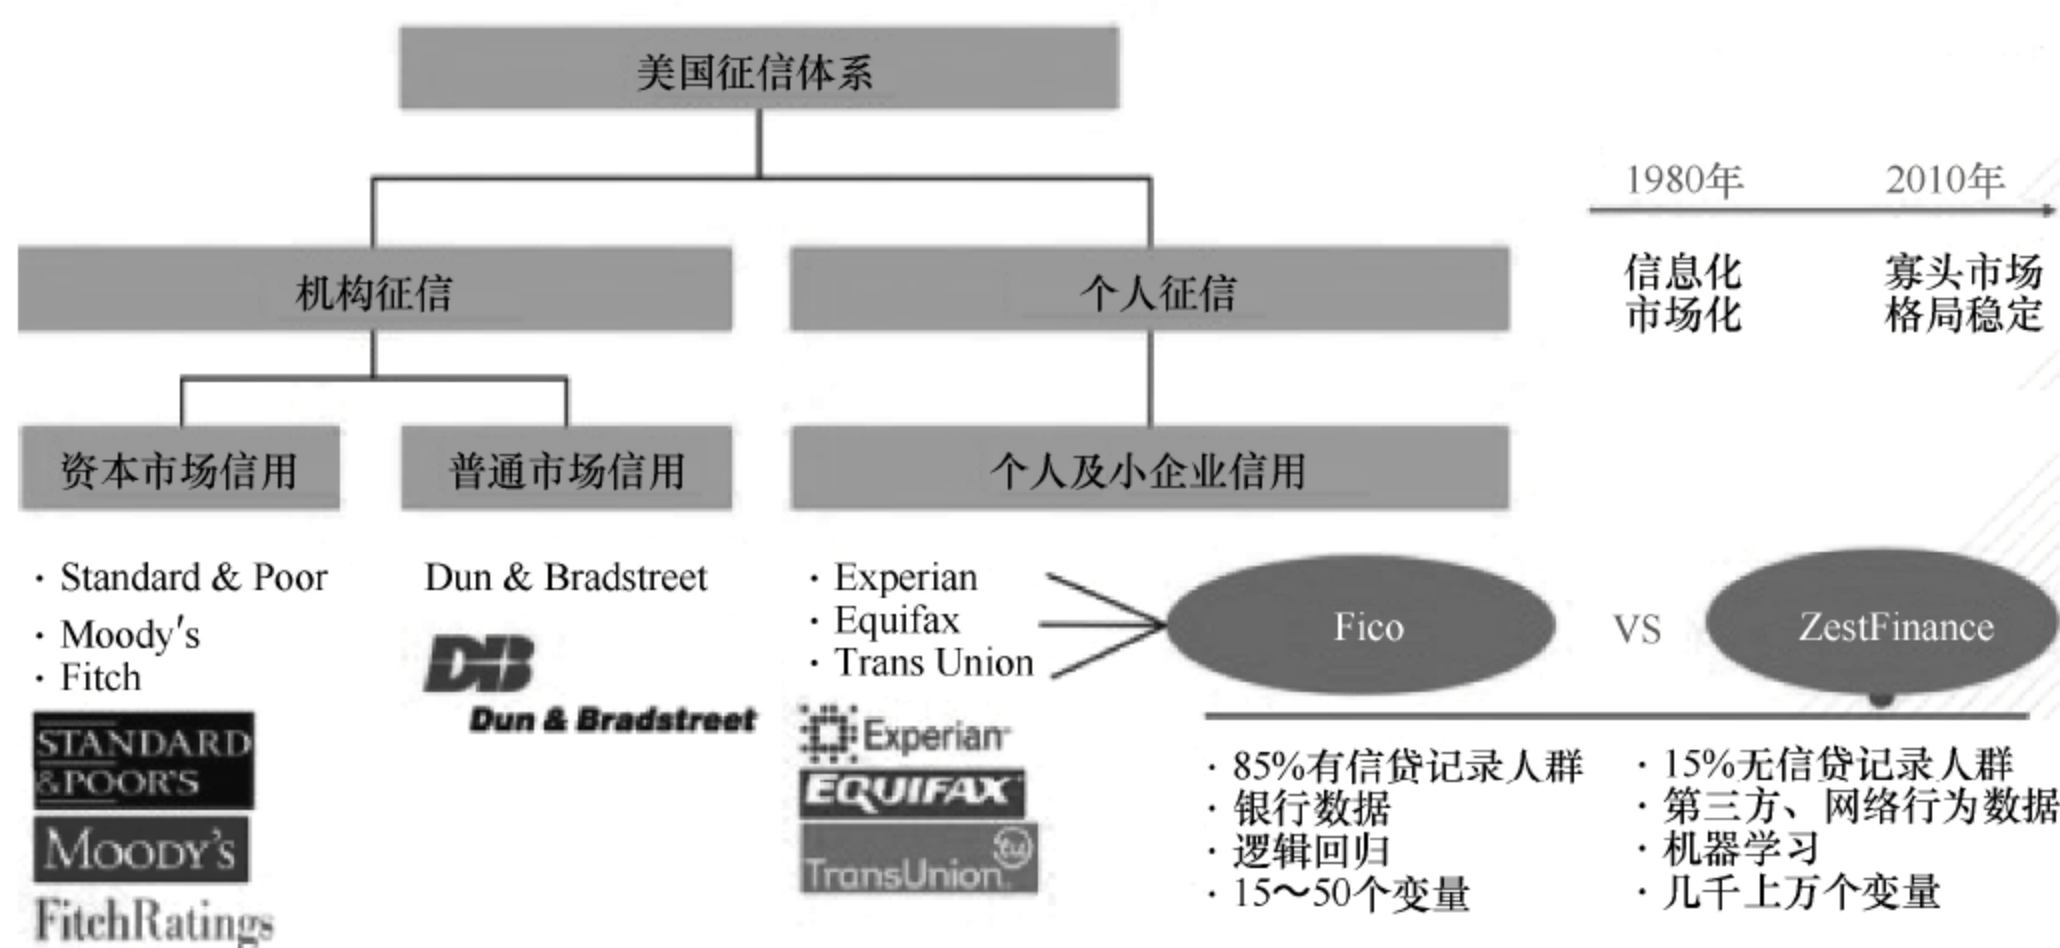 美国征信体系
1980年 2010年
信息化 寡头市场
市场化 格局稳定
机构征信
个人征信
资本市场信用
普通市场信用
个人及小企业信用
· Standard & Poor
· Moody's
· Fitch
STANDARD
&POOR'S
MOODY'S
FitchRatings
Dun & Bradstreet
D&B
Dun & Bradstreet
· Experian
· Equifax
· Trans Union
Experian
EQUIFAX
tu
TransUnion
Fico
VS
ZestFinance
· 85%有信贷记录人群
· 银行数据
· 逻辑回归
· 15～50个变量
· 15%无信贷记录人群
· 第三方、网络行为数据
· 机器学习
· 几千上万个变量